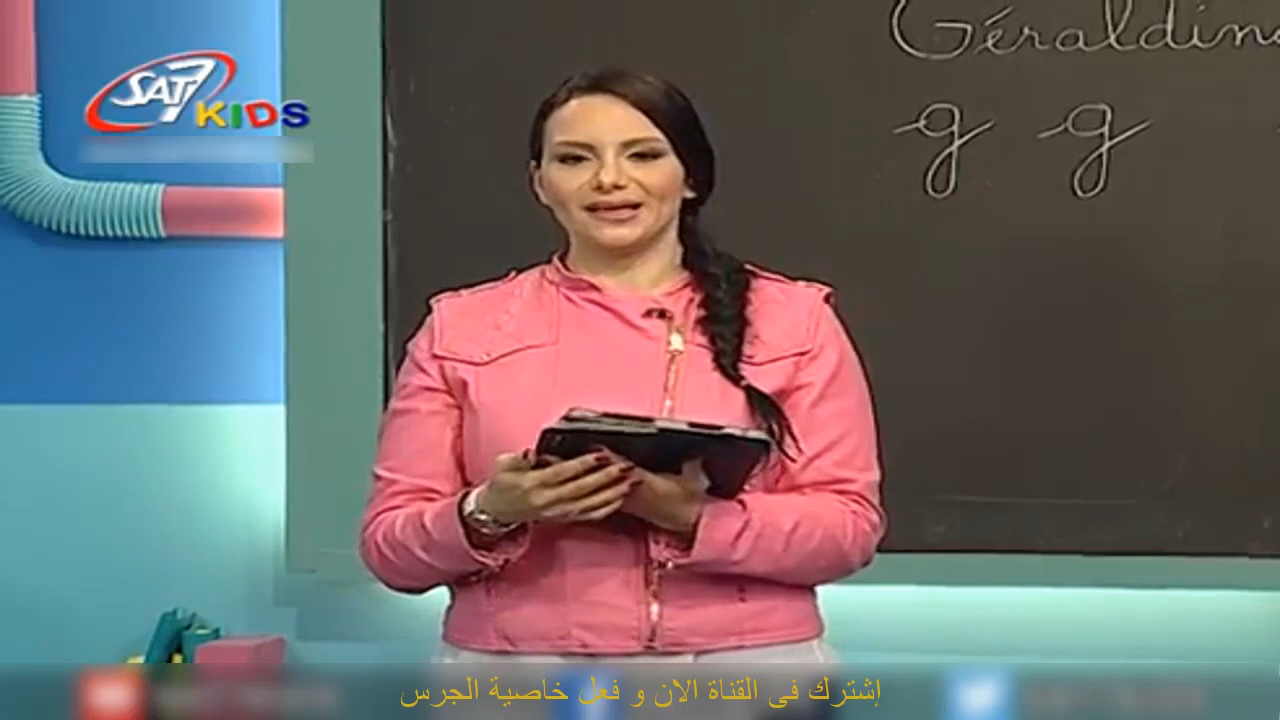 SAT7
KIDS
Géraldine
g g
إشترك فى القناة الان و فعل خاصية الجرس